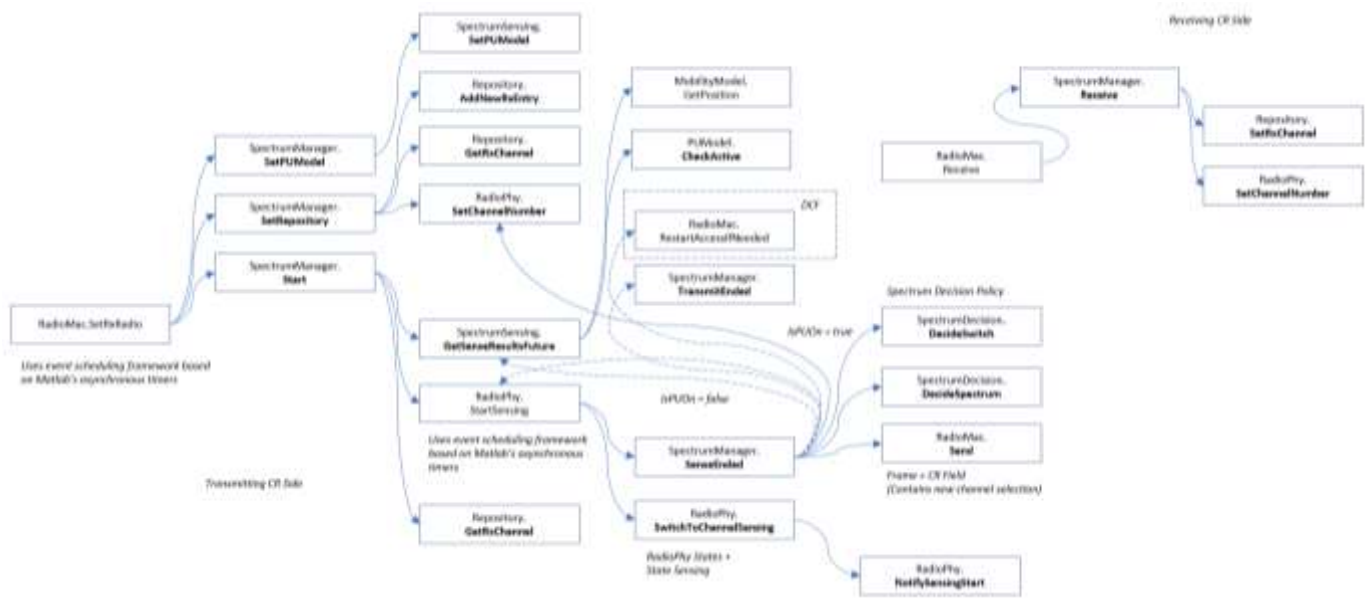 SpectrumSensing.
SetPUModel
Receiving CR Side
Repository.
AddNewRxEntry
MobilityModel.
GetPosition
SpectrumManager.
Receive
Repository.
SetRxChannel
SpectrumManager.
SetPUModel
Repository.
GetRxChannel
PUModel.
CheckActive
RadioMac.
Receive
RadioPhy.
SetChannelNumber
SpectrumManager.
SetRepository
RadioPhy.
SetChannelNumber
DCF
RadioMac.
RestartAccessIfNeeded
SpectrumManager.
Start
SpectrumManager.
TransmitEnded
Spectrum Decision Policy
RadioMac.SetReRadio
SpectrumSensing.
GetSenseResultsFuture
IsPUOn = true
SpectrumDecision.
DecideSwitch
Uses event scheduling framework based
on Matlab's asynchronous timers
RadioPhy.
StartSensing
IsPUOn = false
SpectrumDecision.
DecideSpectrum
Uses event scheduling framework
based on Matlab's asynchronous
timers
SpectrumManager.
SenseEnded
RadioMac.
Send
Transmitting CR Side
Frame + CR Field
(Contains new channel selection)
Repository.
GetRxChannel
RadioPhy.
SwitchToChannelSensing
RadioPhy States +
State Sensing
RadioPhy.
NotifySensingStart